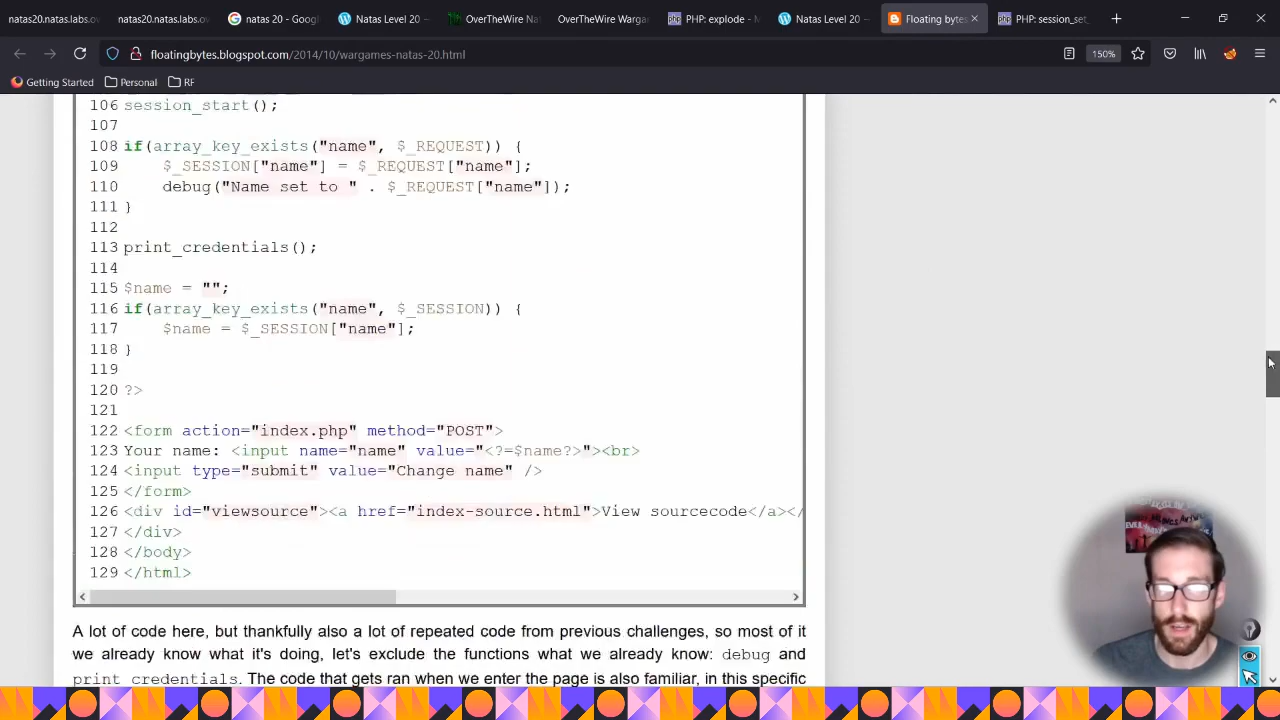 natas20.natas.labs.ov
natas20.natas.labs.ov
natas 20 - Googl
Natas Level 20
OverTheWire Na
OverTheWire Wargar
PHP: explode - M
Natas Level 20
Floating bytes
PHP: session_set_
floatingbytes.blogspot.com/2014/10/wargames-natas-20.html
150%
Getting Started
Personal
RF
106 session_start();
107
108 if(array_key_exists("name", $_REQUEST)) {
109 $_SESSION["name"] = $_REQUEST["name"];
110 debug("Name set to " . $_REQUEST["name"]);
111 }
112
113 print_credentials();
114
115 $name = "";
116 if(array_key_exists("name", $_SESSION)) {
117 $name = $_SESSION["name"];
118 }
119
120 ?>
121
122 <form action="index.php" method="POST">
123 Your name: <input name="name" value="<?=$name?>"><br>
124 <input type="submit" value="Change name" />
125 </form>
126 <div id="viewsource"><a href="index-source.html">View sourcecode</a></
127 </div>
128 </body>
129 </html>
A lot of code here, but thankfully also a lot of repeated code from previous challenges, so most of it
we already know what it's doing, let's exclude the functions what we already know: debug and
print_credentials. The code that gets ran when we enter the page is also familiar, in this specific